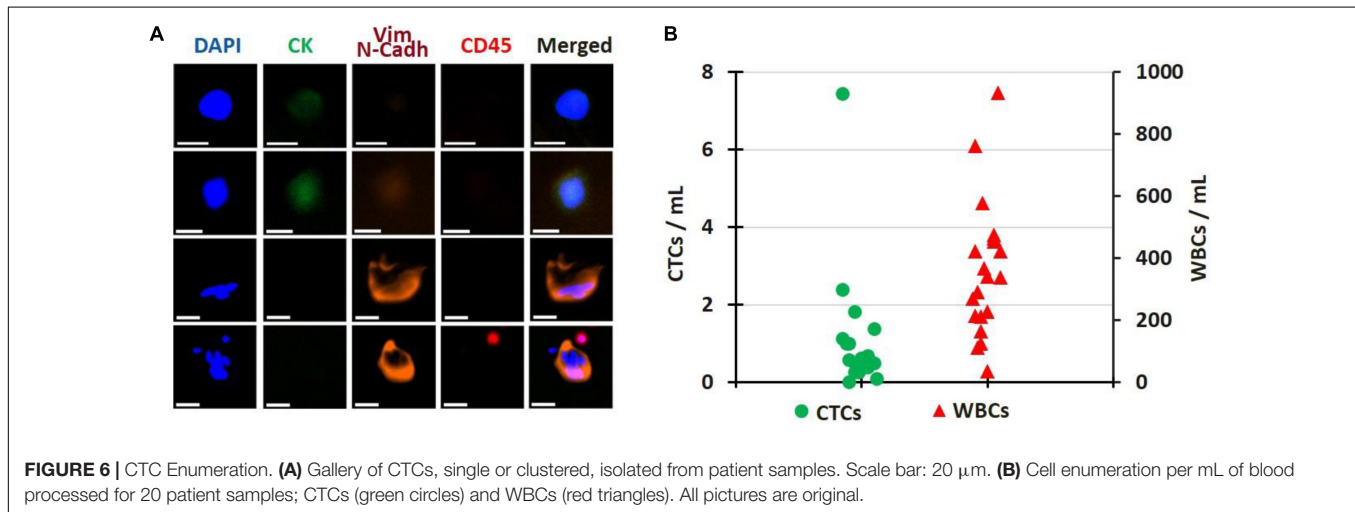 A
DAPI CK Vim N-Cadh CD45 Merged
B
8
6
4
2
0
CTCs / mL
1000
800
600
400
200
0
WBCs / mL
CTCs WBCs
FIGURE 6 | CTC Enumeration. (A) Gallery of CTCs, single or clustered, isolated from patient samples. Scale bar: 20 μm. (B) Cell enumeration per mL of blood
processed for 20 patient samples; CTCs (green circles) and WBCs (red triangles). All pictures are original.